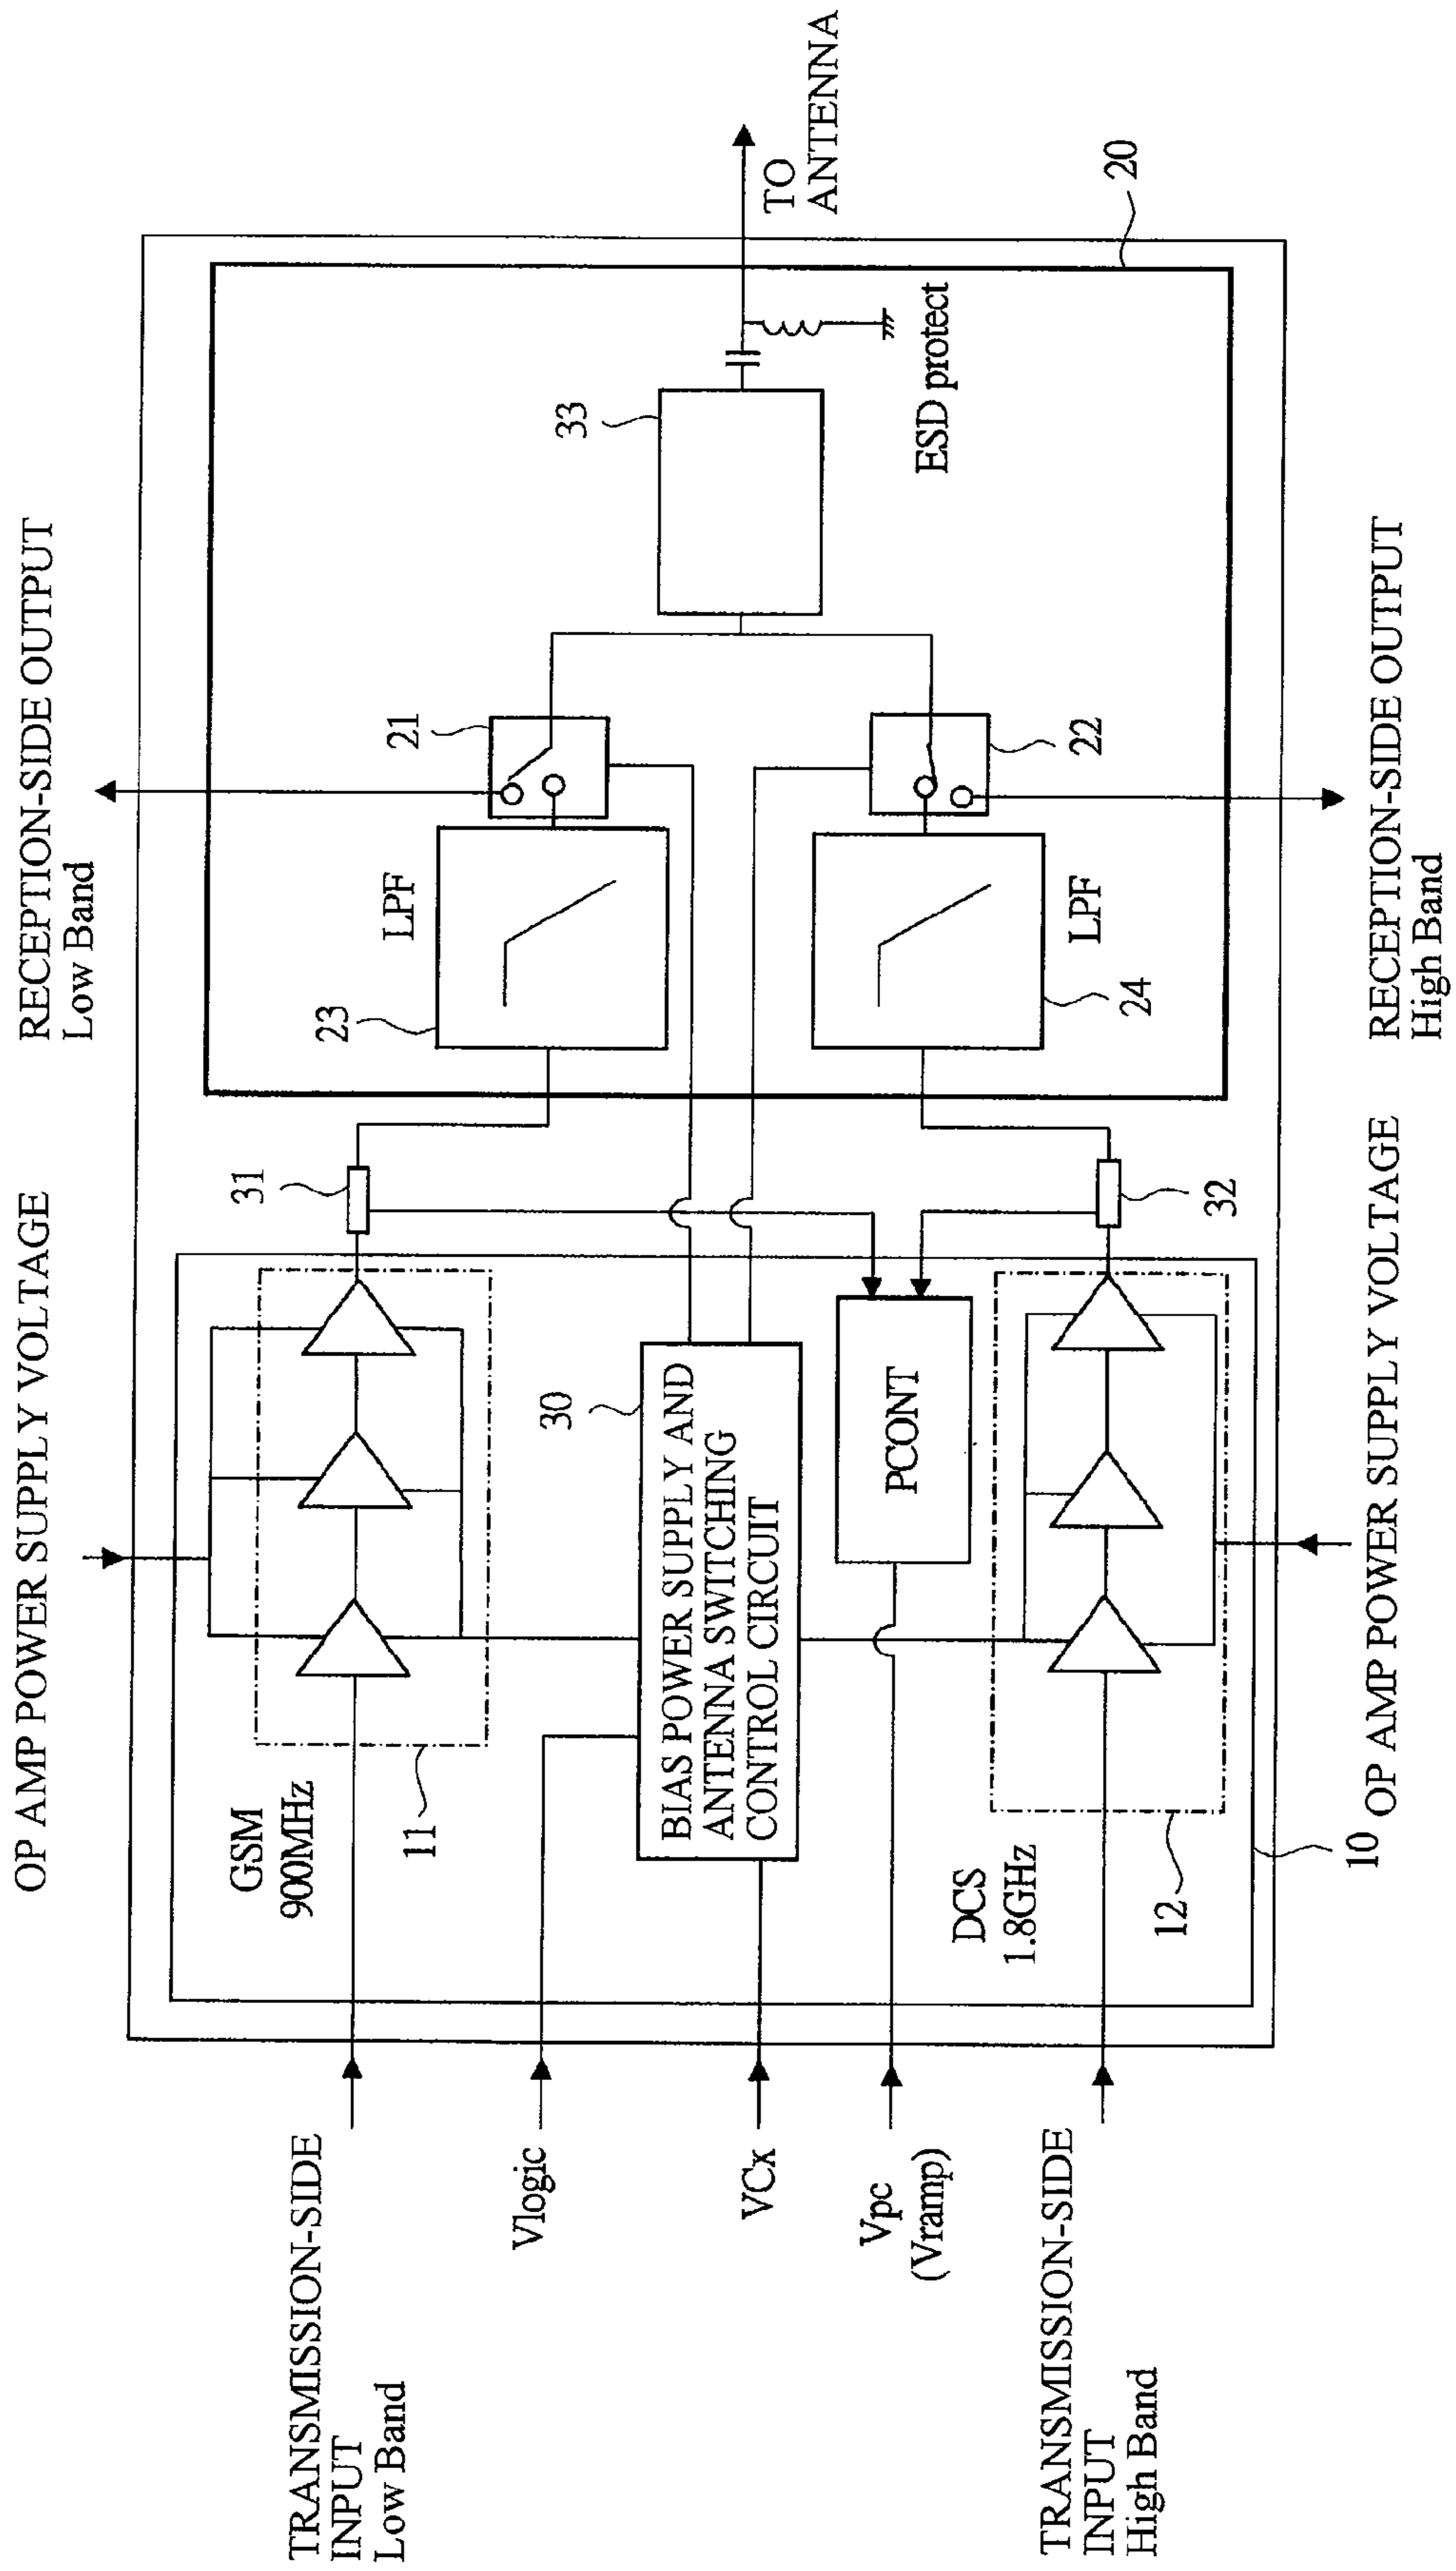 OP AMP POWER SUPPLY VOLTAGE
RECEPTION-SIDE OUTPUT
Low Band
TRANSMISSION-SIDE
INPUT
Low Band
GSM
900MHz
11
31
23
LPF
21
33
TO
ANTENNA
ESD protect
Vlogic
VCx
Vpc
(Vramp)
30
BIAS POWER SUPPLY AND
ANTENNA SWITCHING
CONTROL CIRCUIT
PCONT
TRANSMISSION-SIDE
INPUT
High Band
DCS
1.8GHz
12
32
24
LPF
22
20
10
OP AMP POWER SUPPLY VOLTAGE
RECEPTION-SIDE OUTPUT
High Band